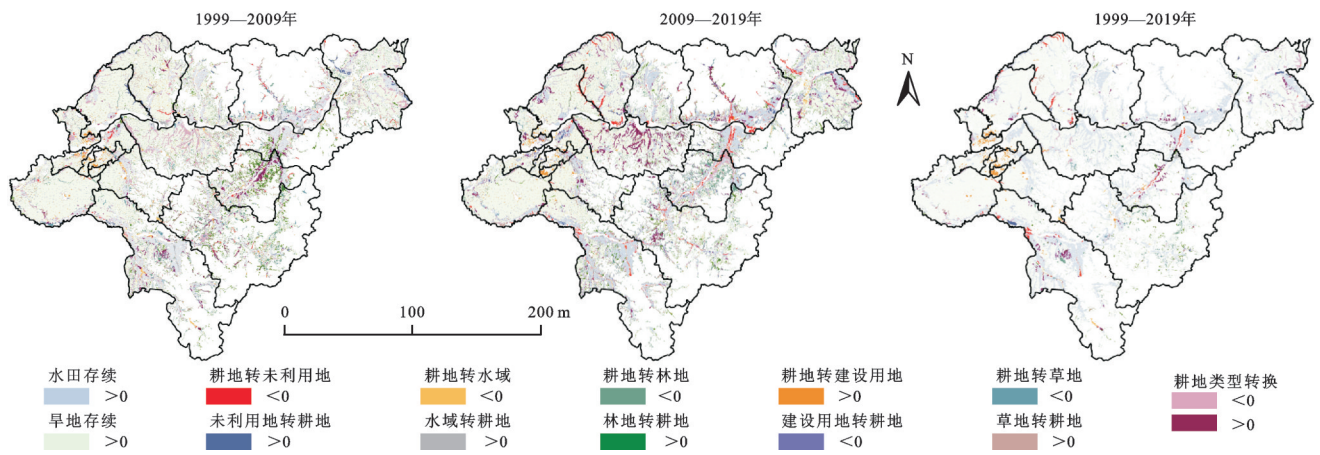 1999—2009年
2009—2019年
1999—2019年
N
0 100 200 m
水田存续 耕地转未利用地 耕地转水域 耕地转林地 耕地转建设用地 耕地转草地 耕地类型转换
>0 <0 <0 <0 >0 <0 <0
旱地存续 未利用地转耕地 水域转耕地 林地转耕地 建设用地转耕地 草地转耕地 >0
>0 >0 >0 >0 <0 >0